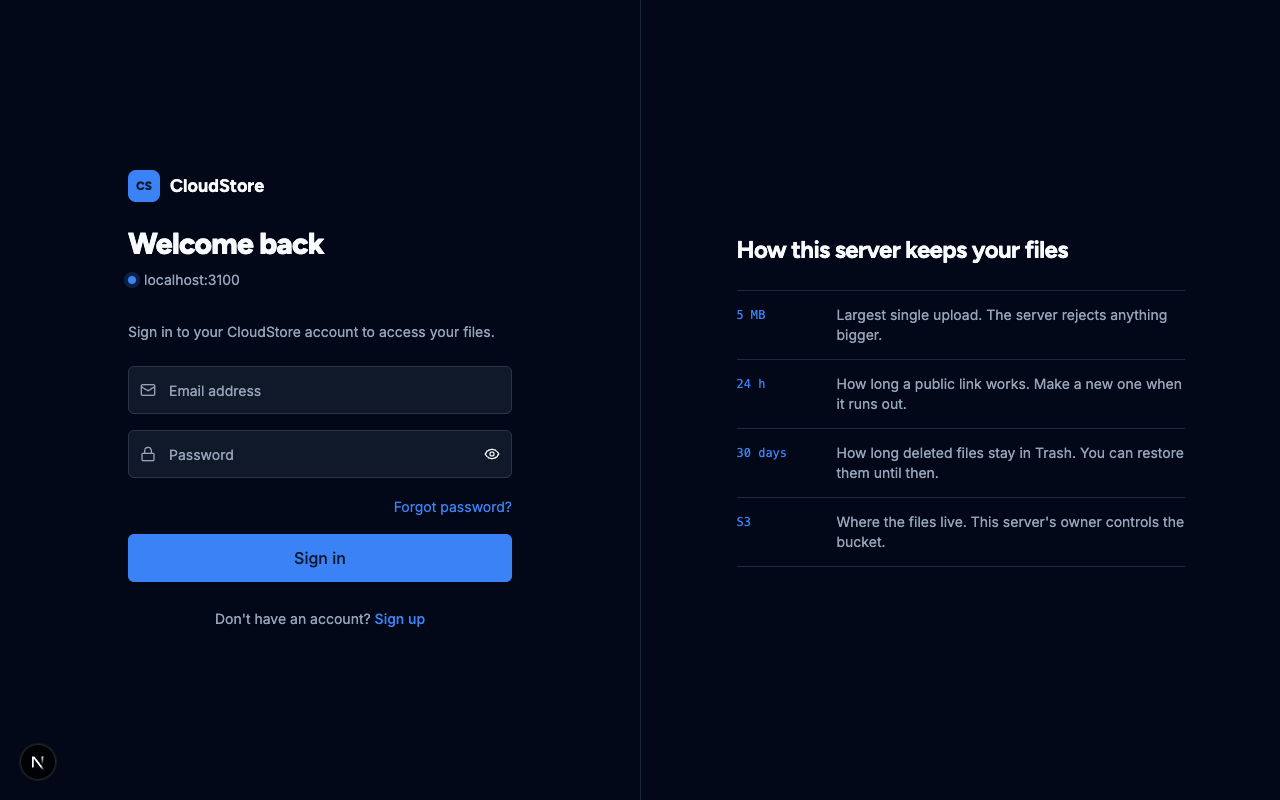 CS
CloudStore
Welcome back
localhost:3100
Sign in to your CloudStore account to access your files.
Email address
Password
Forgot password?
Sign in
Don't have an account? Sign up
How this server keeps your files
5 MB
Largest single upload. The server rejects anything
bigger.
24 h
How long a public link works. Make a new one when
it runs out.
30 days
How long deleted files stay in Trash. You can restore
them until then.
S3
Where the files live. This server's owner controls the
bucket.
N